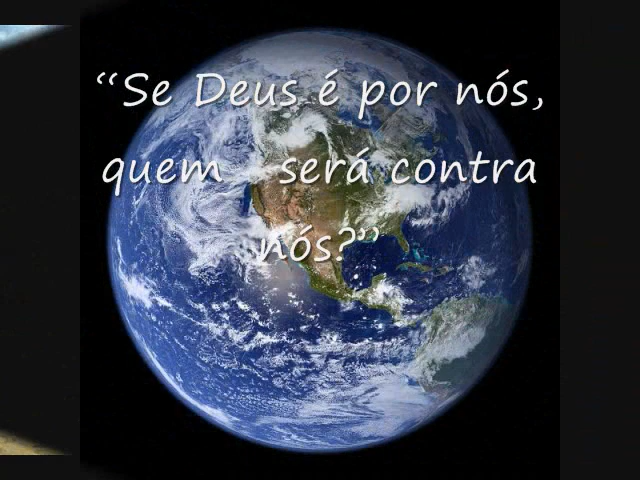 “Se Deus é por nós,
quem será contra
nós?”